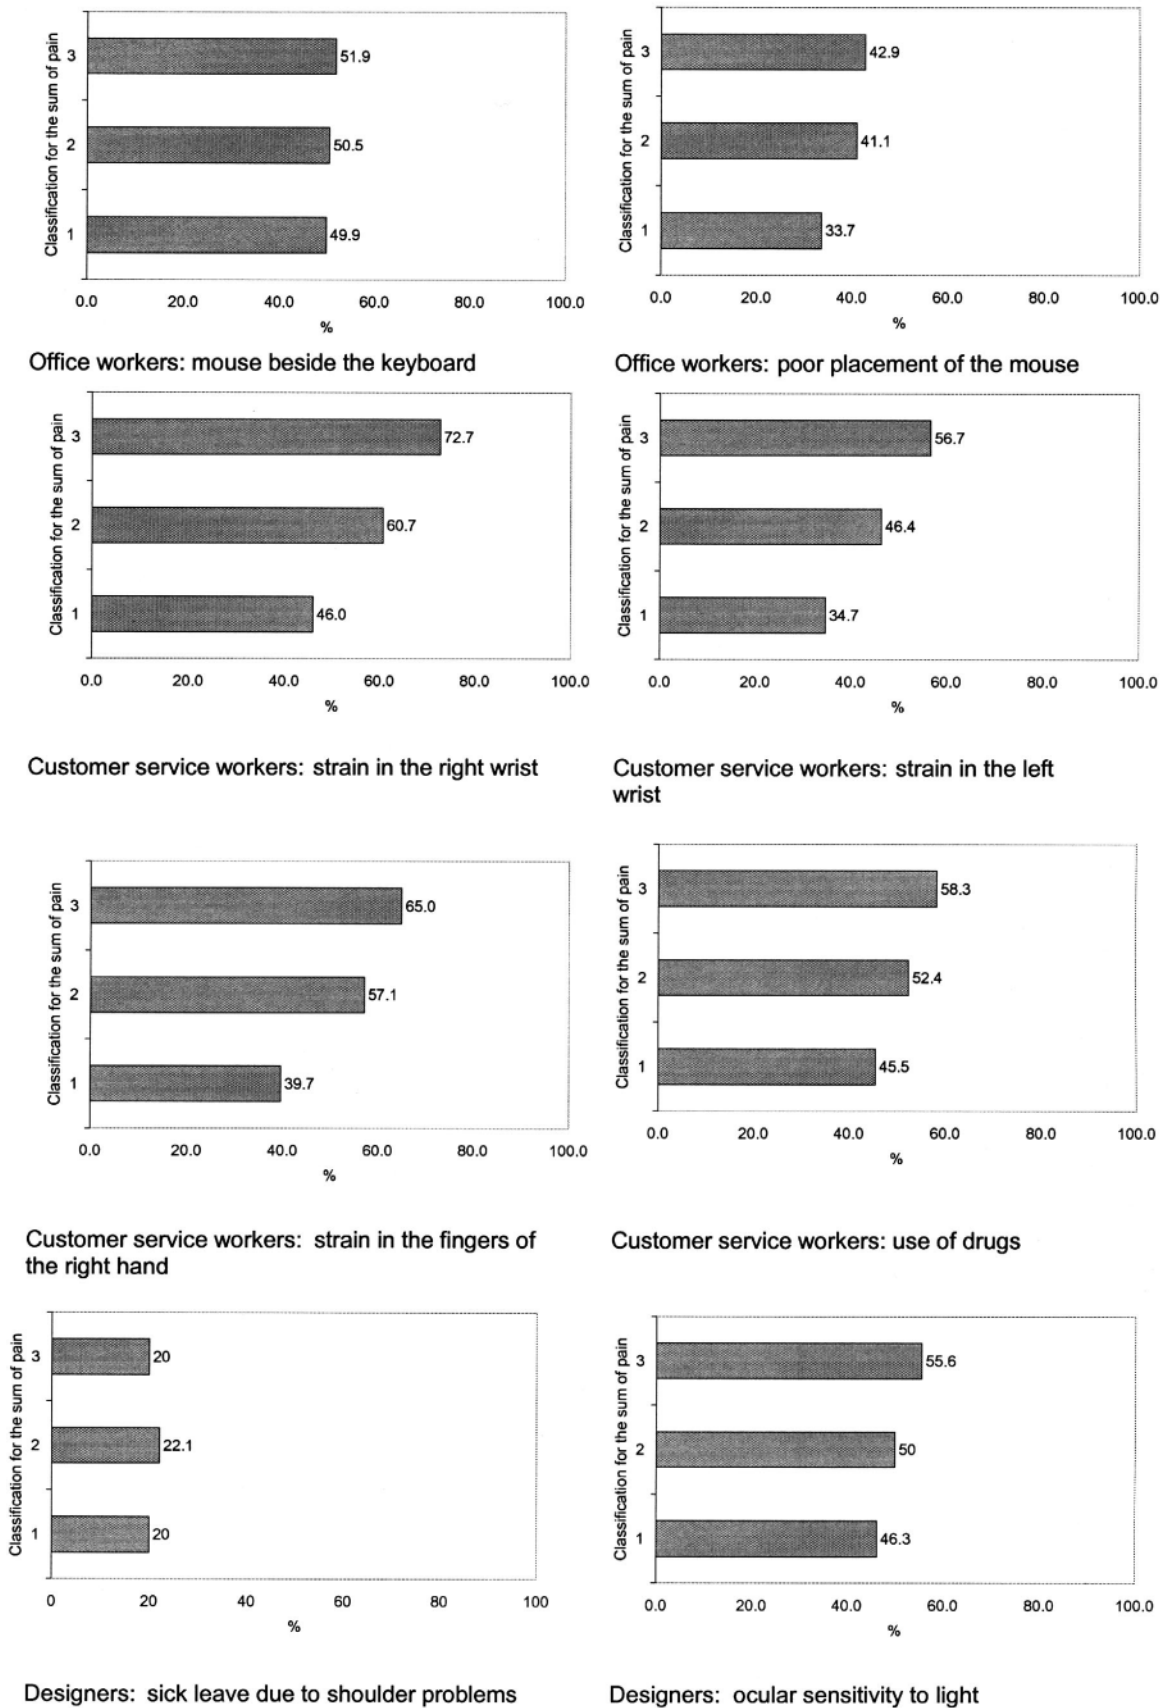 Classification for the sum of pain
3
51.9
2
50.5
1
49.9
0.0 20.0 40.0 60.0 80.0 100.0
%
Office workers: mouse beside the keyboard
Classification for the sum of pain
3
42.9
2
41.1
1
33.7
0.0 20.0 40.0 60.0 80.0 100.0
%
Office workers: poor placement of the mouse
Classification for the sum of pain
3
72.7
2
60.7
1
46.0
0.0 20.0 40.0 60.0 80.0 100.0
%
Customer service workers: strain in the right wrist
Classification for the sum of pain
3
56.7
2
46.4
1
34.7
0.0 20.0 40.0 60.0 80.0 100.0
%
Customer service workers: strain in the left
wrist
Classification for the sum of pain
3
65.0
2
57.1
1
39.7
0.0 20.0 40.0 60.0 80.0 100.0
%
Customer service workers: strain in the fingers of
the right hand
Classification for the sum of pain
3
58.3
2
52.4
1
45.5
0.0 20.0 40.0 60.0 80.0 100.0
%
Customer service workers: use of drugs
Classification for the sum of pain
3
20
2
22.1
1
20
0 20 40 60 80 100
%
Designers: sick leave due to shoulder problems
Classification for the sum of pain
3
55.6
2
50
1
46.3
0.0 20.0 40.0 60.0 80.0 100.0
%
Designers: ocular sensitivity to light